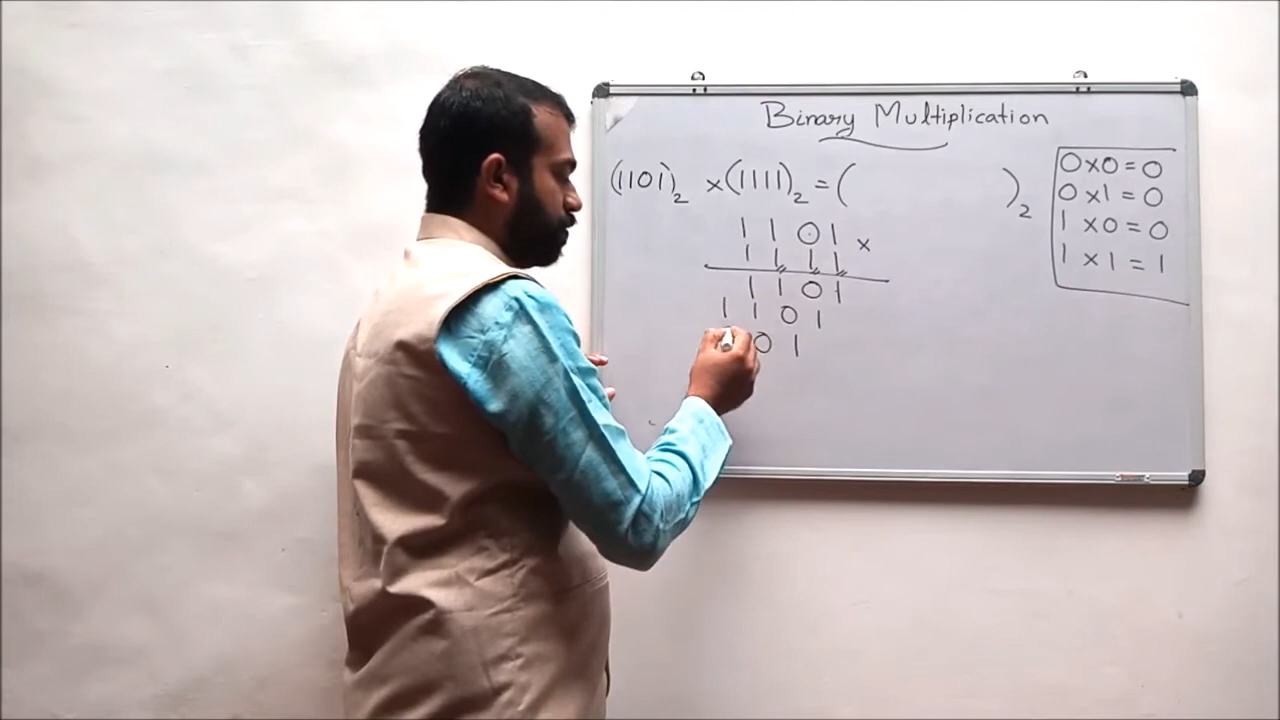 Binary Multiplication
(1101)₂ ×(1111)₂ = ( )₂
1 1 0 1 ×
1 1 1 1
1 1 0 1
1 1 0 1
0 1
0 × 0 = 0
0 × 1 = 0
1 × 0 = 0
1 × 1 = 1